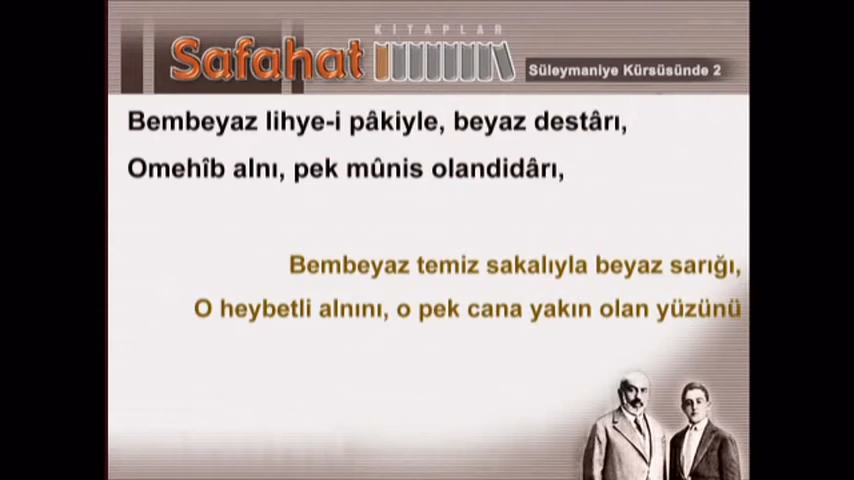 KİTAPLAR
Safahat
Süleymaniye Kürsüsünde 2
Bembeyaz lihye-i pâkiyle, beyaz destârı,
Omehîb alnı, pek mûnis olandidârı,
Bembeyaz temiz sakalıyla beyaz sarığı,
O heybetli alnını, o pek cana yakın olan yüzünü